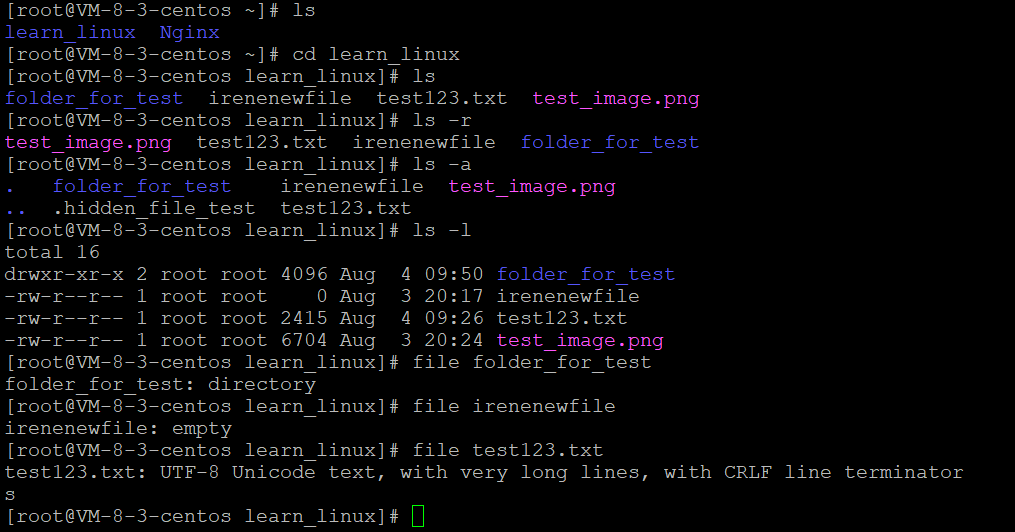 [root@VM-8-3-centos ~]# ls
learn_linux  Nginx
[root@VM-8-3-centos ~]# cd learn_linux
[root@VM-8-3-centos learn_linux]# ls
folder_for_test  irenenewfile  test123.txt  test_image.png
[root@VM-8-3-centos learn_linux]# ls -r
test_image.png  test123.txt  irenenewfile  folder_for_test
[root@VM-8-3-centos learn_linux]# ls -a
.   folder_for_test    irenenewfile  test_image.png
..  .hidden_file_test  test123.txt
[root@VM-8-3-centos learn_linux]# ls -l
total 16
drwxr-xr-x 2 root root 4096 Aug  4 09:50 folder_for_test
-rw-r--r-- 1 root root    0 Aug  3 20:17 irenenewfile
-rw-r--r-- 1 root root 2415 Aug  4 09:26 test123.txt
-rw-r--r-- 1 root root 6704 Aug  3 20:24 test_image.png
[root@VM-8-3-centos learn_linux]# file folder_for_test
folder_for_test: directory
[root@VM-8-3-centos learn_linux]# file irenenewfile
irenenewfile: empty
[root@VM-8-3-centos learn_linux]# file test123.txt
test123.txt: UTF-8 Unicode text, with very long lines, with CRLF line terminator
s
[root@VM-8-3-centos learn_linux]#